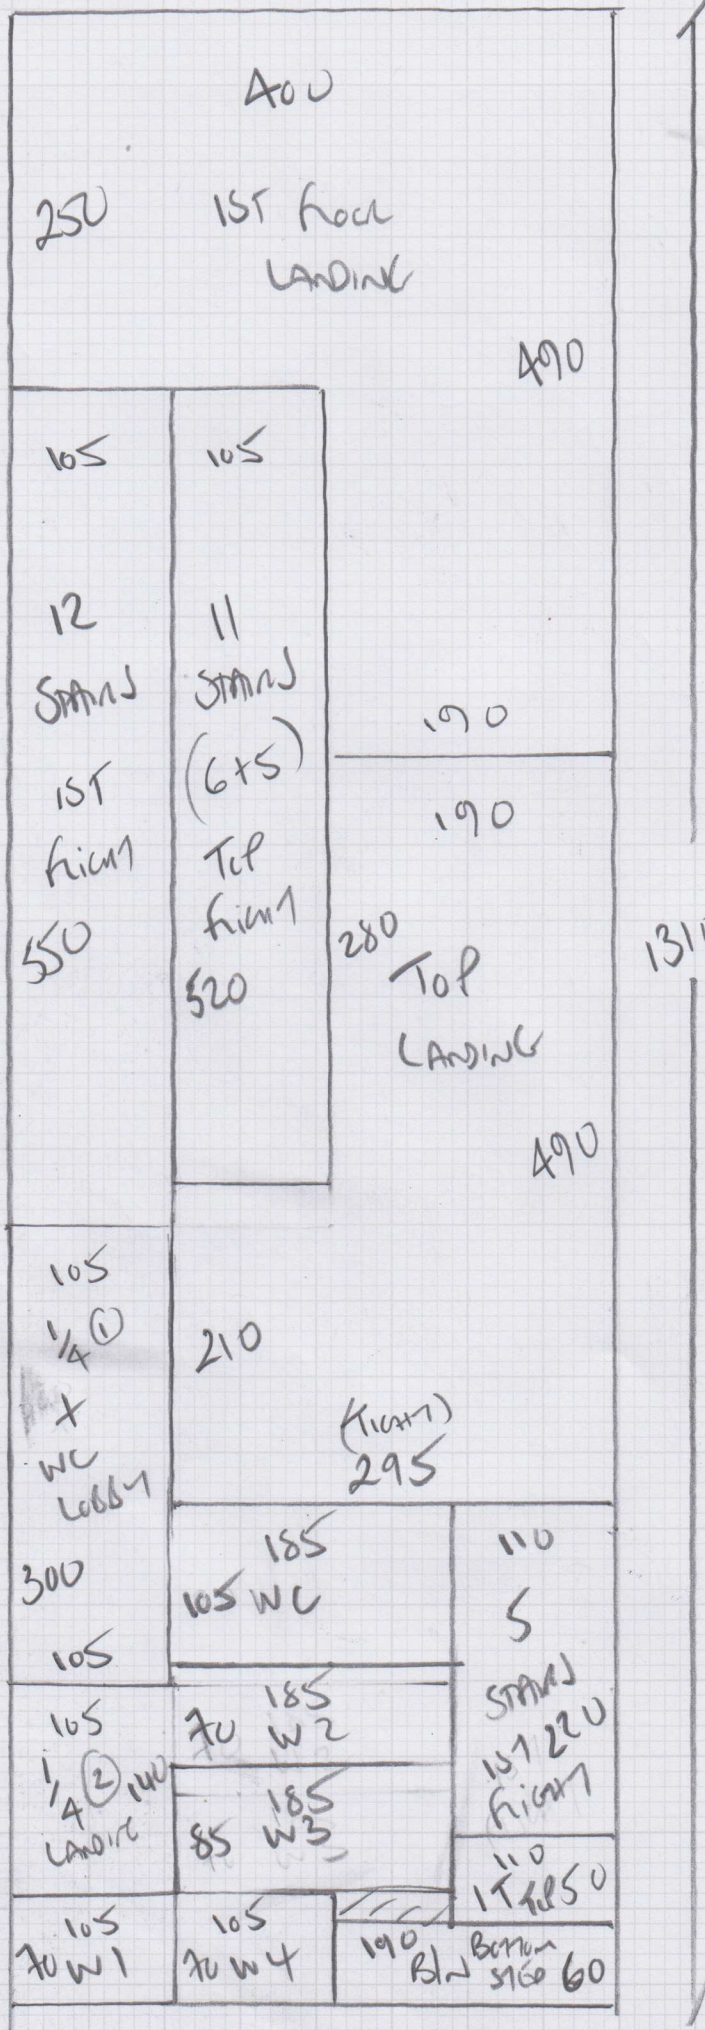 400
250 1ST FLOOR
LANDING
490
105
12
STAIRS
1ST
FLIGHT
550
105
11
STAIRS
(6+5)
TOP
FLIGHT
520
190
190
280
TOP
LANDING
490
1311
105
1/4 ①
+
WC
LOBBY
300
105
210
(TIGHT)
295
185
105 WC
110
5
STAIRS
1ST 220
FLIGHT
185
70 W2
105
1/4 ② 140
LANDING
185
85 W3
110
1T TOP 50
105
70 W1
105
70 W4
190 BOTTOM
BIN STEP 60